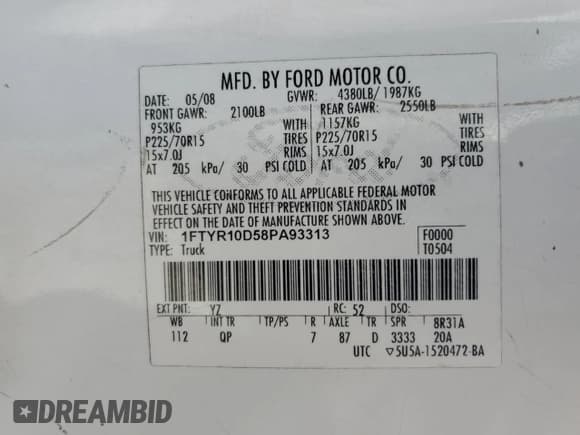 MFD. BY FORD MOTOR CO.
DATE: 05/08 GVWR: 4380LB/ 1987KG
FRONT GAWR: 2100LB REAR GAWR: 2550LB
953KG WITH 1157KG WITH
P225/70R15 TIRES P225/70R15 TIRES
15x7.0J RIMS 15x7.0J RIMS
AT 205 kPa/ 30 PSI COLD AT 205 kPa/ 30 PSI COLD
THIS VEHICLE CONFORMS TO ALL APPLICABLE FEDERAL MOTOR
VEHICLE SAFETY AND THEFT PREVENTION STANDARDS IN
EFFECT ON THE DATE OF MANUFACTURE SHOWN ABOVE.
VIN: 1FTYR10D58PA93313 F0000
TYPE: Truck T0504
EXT PNT: YZ RC: 52 DSO:
WB INT TR TP/PS R AXLE TR SPR 8R31A
112 QP 7 87 D 3333 20A
UTC ▽5U5A-1520472-BA
DREAMBID